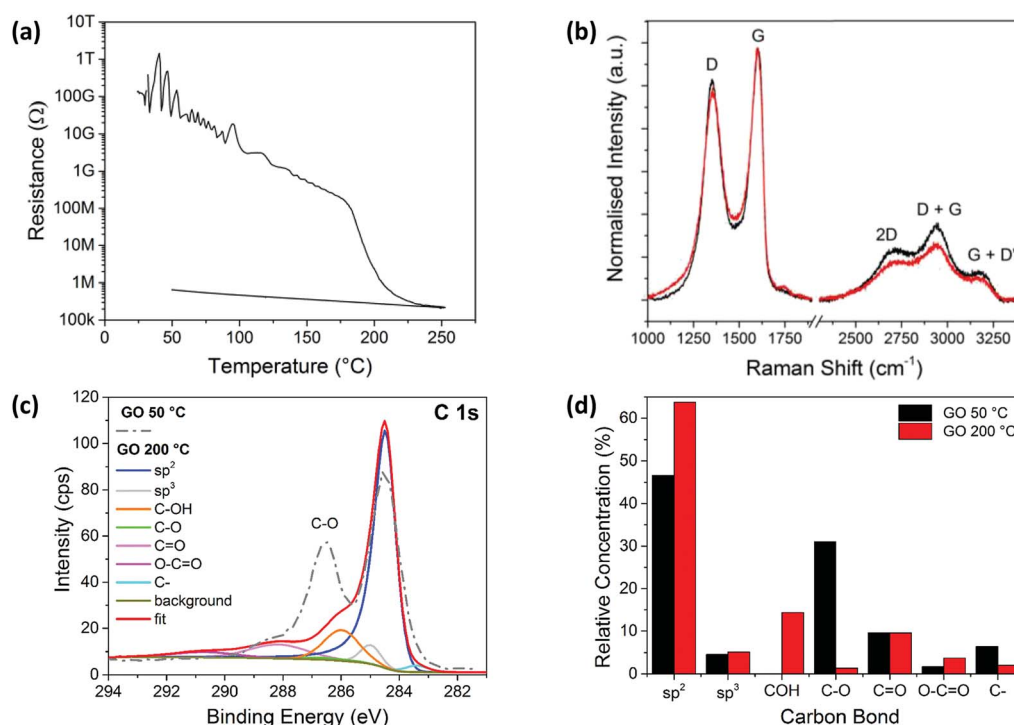 (a)
10T
1T
100G
10G
1G
100M
10M
1M
100k
0 50 100 150 200 250
Resistance (Ω)
Temperature (°C)
(b)
D
G
2D
D + G
G + D'
1000 1250 1500 1750 2500 2750 3000 3250
Normalised Intensity (a.u.)
Raman Shift (cm⁻¹)
(c)
C 1s
GO 50 °C
GO 200 °C
sp²
sp³
C-OH
C-O
C=O
O-C=O
C-
background
fit
C-O
120
100
80
60
40
20
0
294 292 290 288 286 284 282
Intensity (cps)
Binding Energy (eV)
(d)
GO 50 °C
GO 200 °C
60
50
40
30
20
10
0
sp² sp³ COH C-O C=O O-C=O C-
Relative Concentration (%)
Carbon Bond